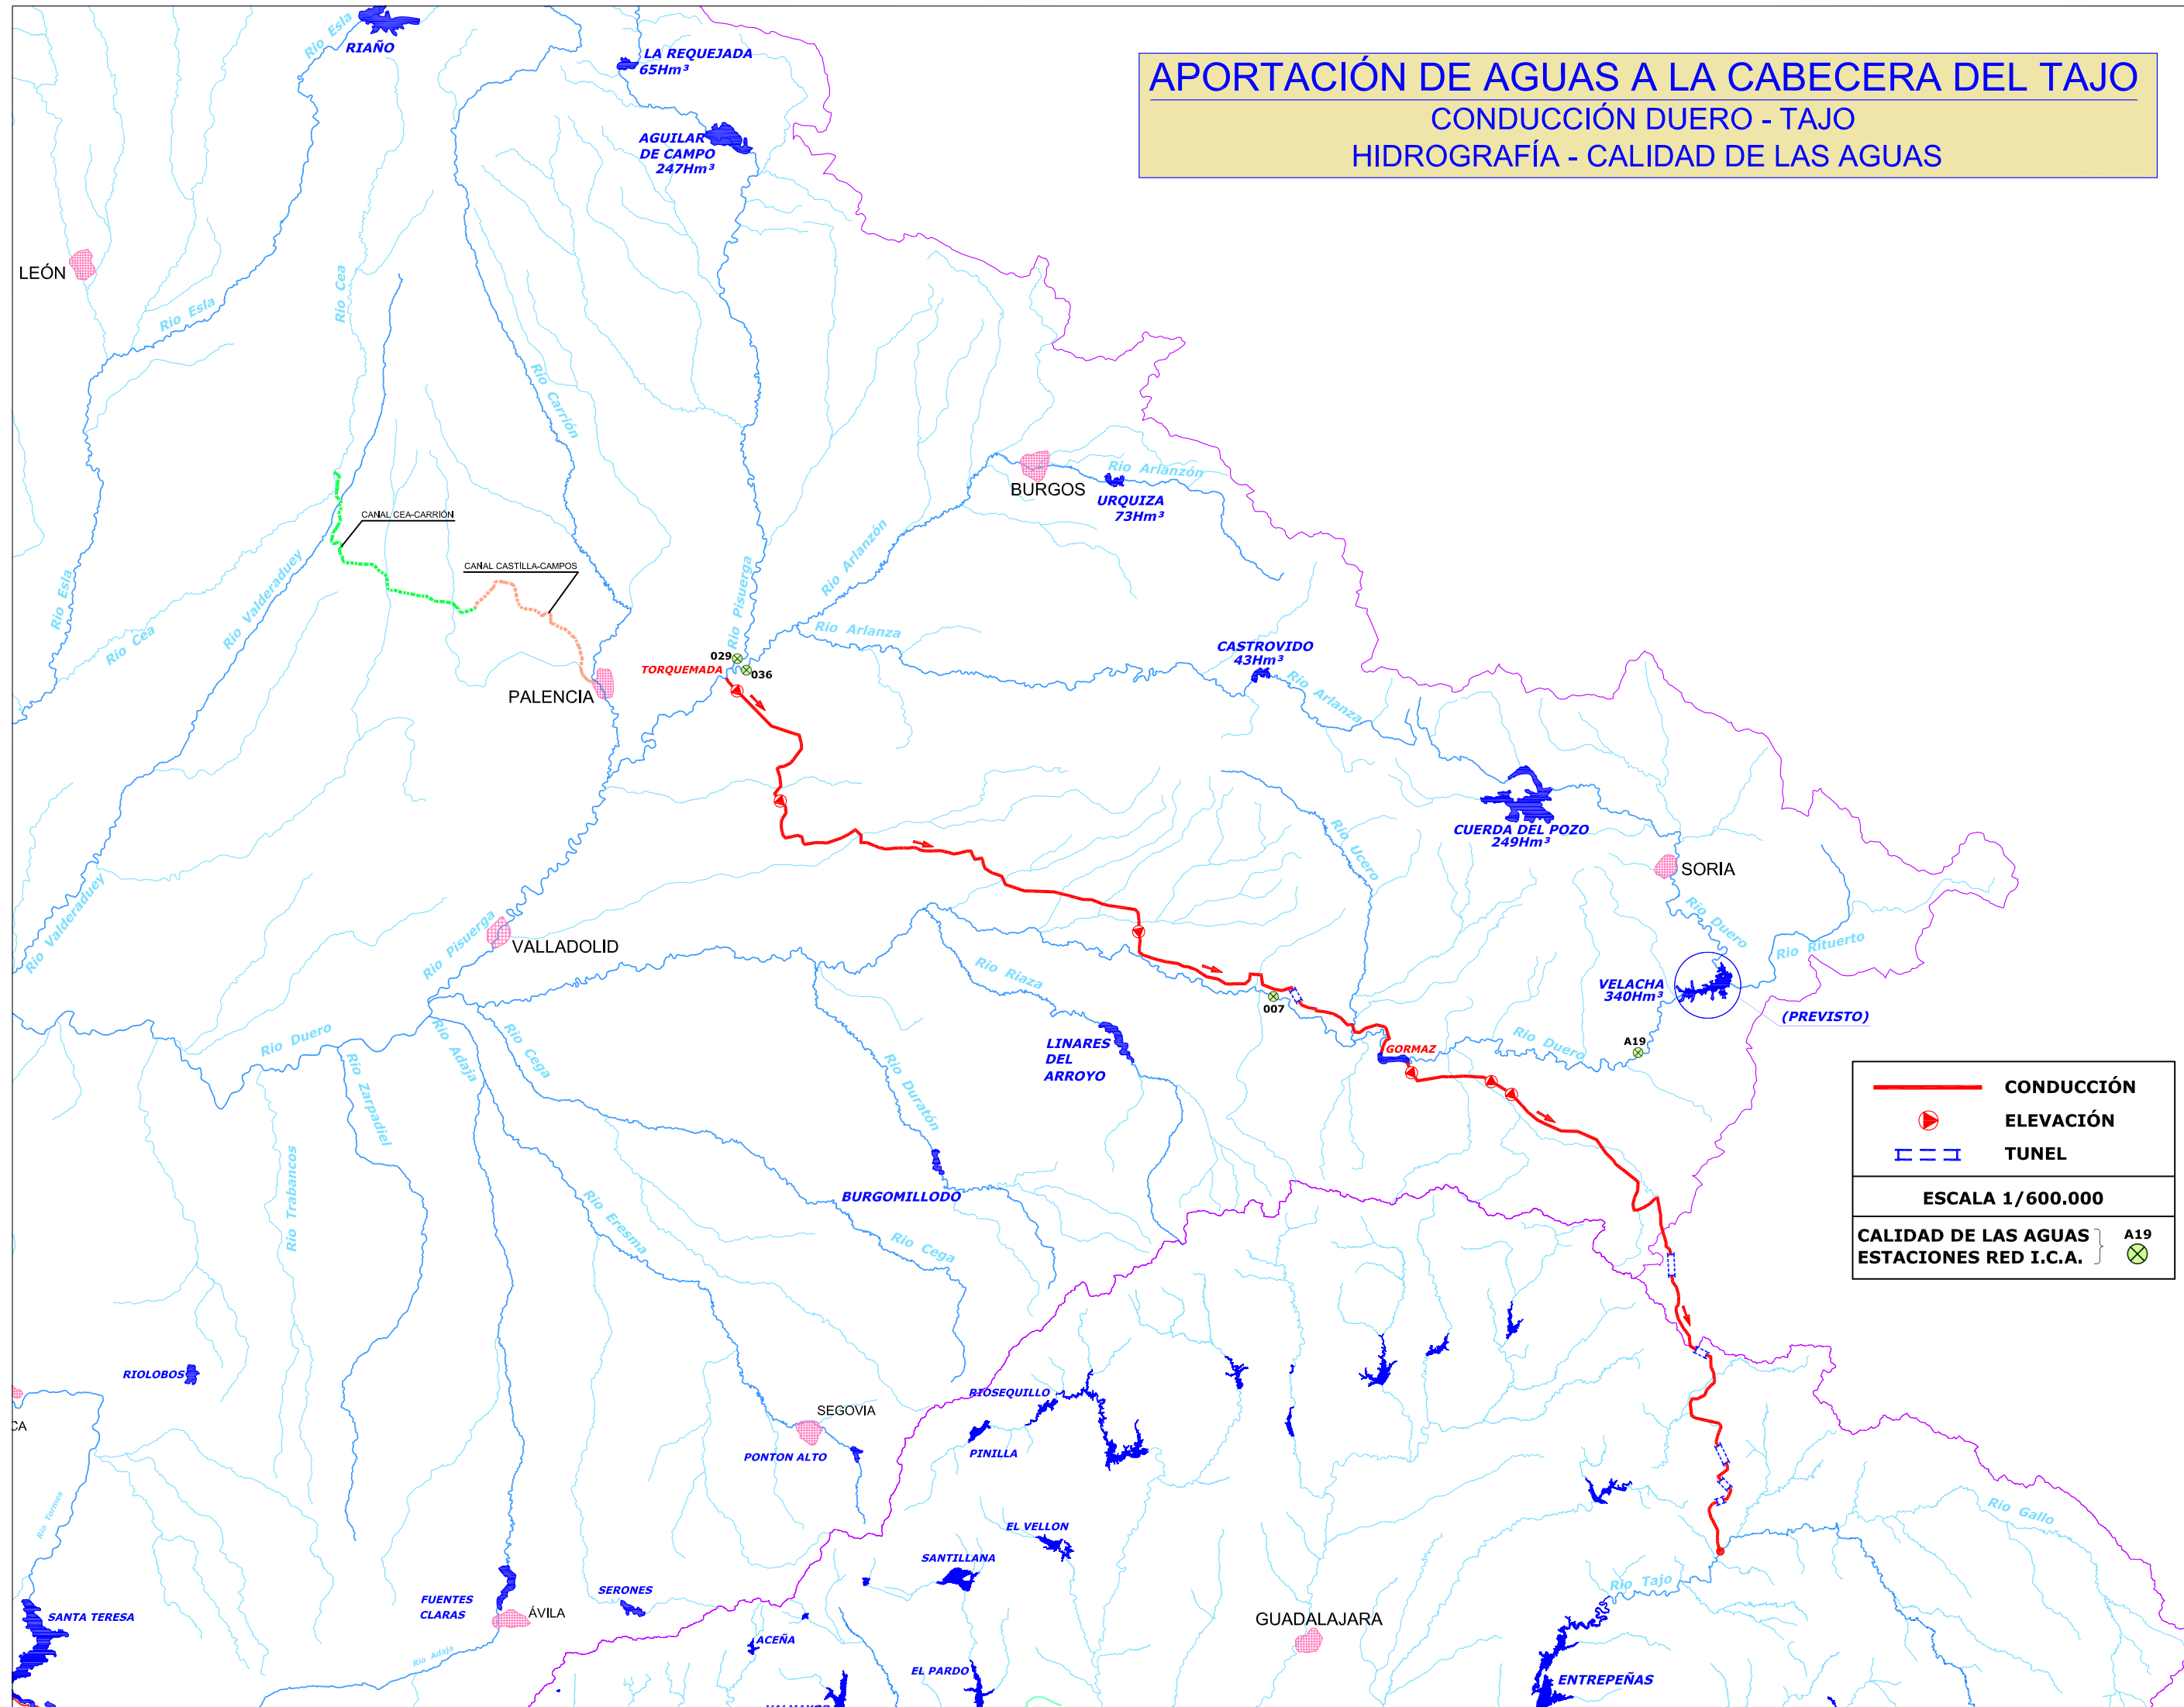 APORTACIÓN DE AGUAS A LA CABECERA DEL TAJO
CONDUCCIÓN DUERO - TAJO
HIDROGRAFÍA - CALIDAD DE LAS AGUAS
Rio Esla
RIAÑO
LA REQUEJADA
65Hm³
AGUILAR
DE CAMPO
247Hm³
LEÓN
Rio Cea
Rio Esla
Rio Carrión
BURGOS
Rio Arlanzón
URQUIZA
73Hm³
CANAL CEA-CARRIÓN
CANAL CASTILLA-CAMPOS
Rio Arlanzón
Rio Pisuerga
Rio Esla
Rio Cea
Rio Valderaduey
Rio Arlanza
029
036
TORQUEMADA
PALENCIA
CASTROVIDO
43Hm³
Rio Arlanza
CUERDA DEL POZO
249Hm³
Rio Ucero
SORIA
Rio Valderaduey
Rio Pisuerga
VALLADOLID
Rio Duero
Rio Rituerto
Rio Riaza
VELACHA
340Hm³
(PREVISTO)
007
Rio Duero
Rio Zarpadiel
Rio Adaja
Rio Cega
Rio Duratón
LINARES
DEL
ARROYO
GORMAZ
Rio Duero
A19
CONDUCCIÓN
ELEVACIÓN
TUNEL
ESCALA 1/600.000
CALIDAD DE LAS AGUAS
ESTACIONES RED I.C.A.
A19
Rio Trabancos
BURGOMILLODO
Rio Eresma
Rio Cega
RIOLOBOS
CA
SEGOVIA
PONTON ALTO
RIOSEQUILLO
PINILLA
Rio Tormes
EL VELLON
SANTILLANA
Rio Gallo
Rio Tajo
SANTA TERESA
FUENTES
CLARAS
ÁVILA
SERONES
Rio Adaja
ACEÑA
EL PARDO
GUADALAJARA
ENTREPEÑAS